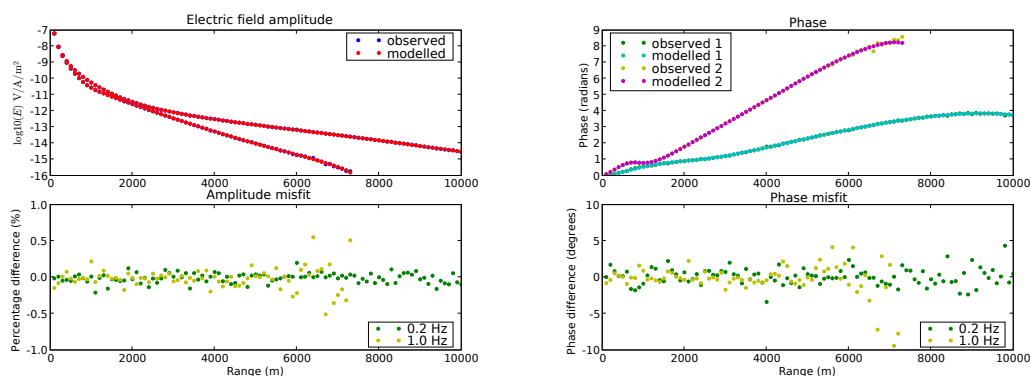 Electric field amplitude
log10(E) V/A/m²
-7
-8
-9
-10
-11
-12
-13
-14
-15
-16
0 2000 4000 6000 8000 10000
observed
modelled
Amplitude misfit
Percentage difference (%)
1.0
0.5
0.0
-0.5
-1.0
0 2000 4000 6000 8000 10000
Range (m)
0.2 Hz
1.0 Hz
Phase
Phase (radians)
9
8
7
6
5
4
3
2
1
0
0 2000 4000 6000 8000 10000
observed 1
modelled 1
observed 2
modelled 2
Phase misfit
Phase difference (degrees)
10
5
0
-5
-10
0 2000 4000 6000 8000 10000
Range (m)
0.2 Hz
1.0 Hz